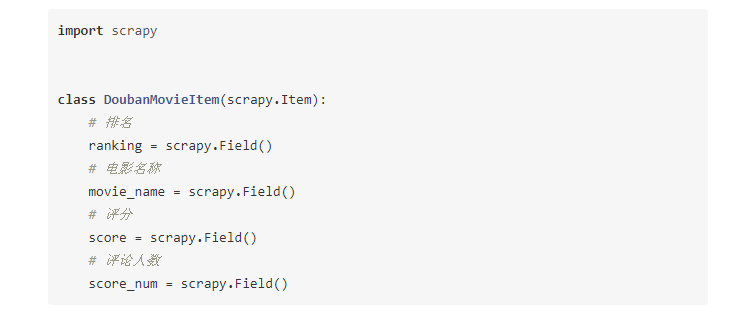 import scrapy
class DoubanMovieItem(scrapy.Item):
# 排名
ranking = scrapy.Field()
# 电影名称
movie_name = scrapy.Field()
# 评分
score = scrapy.Field()
# 评论人数
score_num = scrapy.Field()